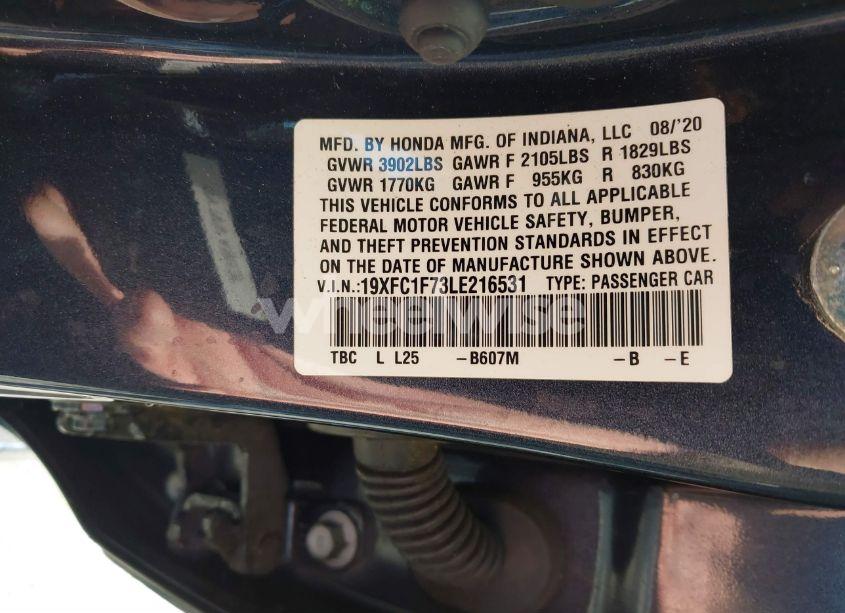 MFD. BY HONDA MFG. OF INDIANA, LLC 08/'20
GVWR 3902LBS GAWR F 2105LBS R 1829LBS
GVWR 1770KG GAWR F 955KG R 830KG
THIS VEHICLE CONFORMS TO ALL APPLICABLE
FEDERAL MOTOR VEHICLE SAFETY, BUMPER,
AND THEFT PREVENTION STANDARDS IN EFFECT
ON THE DATE OF MANUFACTURE SHOWN ABOVE.
V.I.N.:19XFC1F73LE216531 TYPE: PASSENGER CAR
wheelwise
TBC L L25 -B607M -B -E